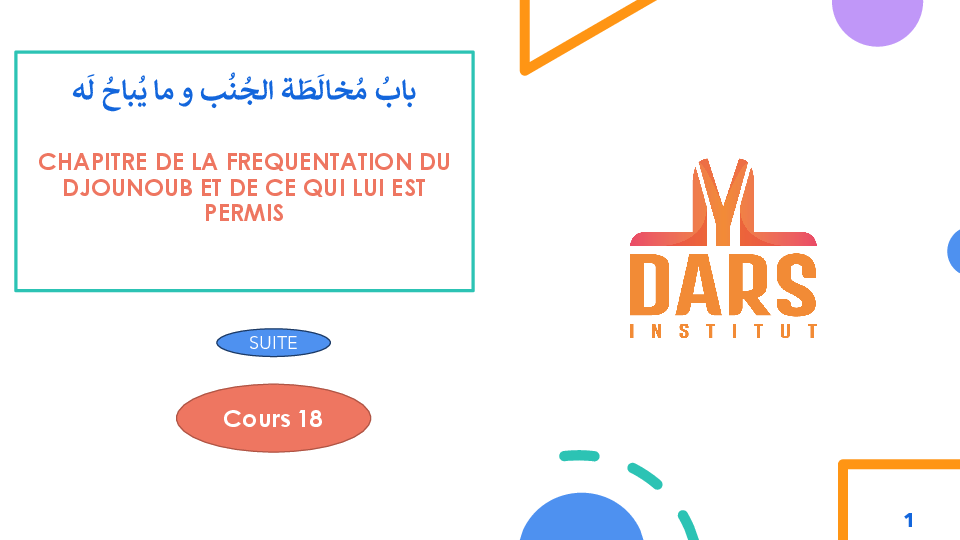 بابُ مُخالَطَة الجُنُب و ما يُباحُ لَه
CHAPITRE DE LA FREQUENTATION DU
DJOUNOUB ET DE CE QUI LUI EST
PERMIS
SUITE
Cours 18
DARS
INSTITUT
1